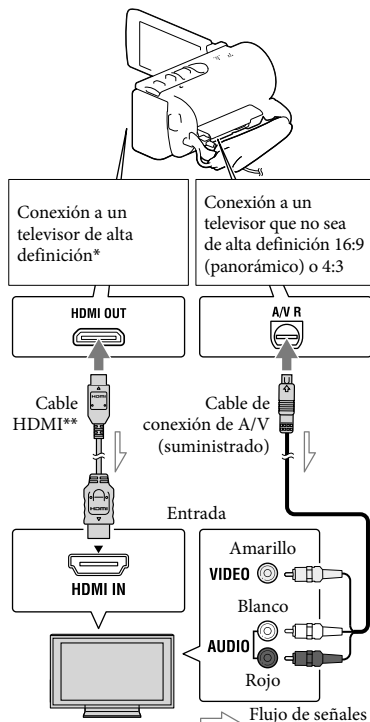 Conexión a un
televisor de alta
definición*
Conexión a un
televisor que no sea
de alta definición 16:9
(panorámico) o 4:3
HDMI OUT
A/V R
Cable
HDMI**
Cable de
conexión de A/V
(suministrado)
Entrada
HDMI IN
Amarillo
VIDEO
Blanco
AUDIO
Rojo
Flujo de señales